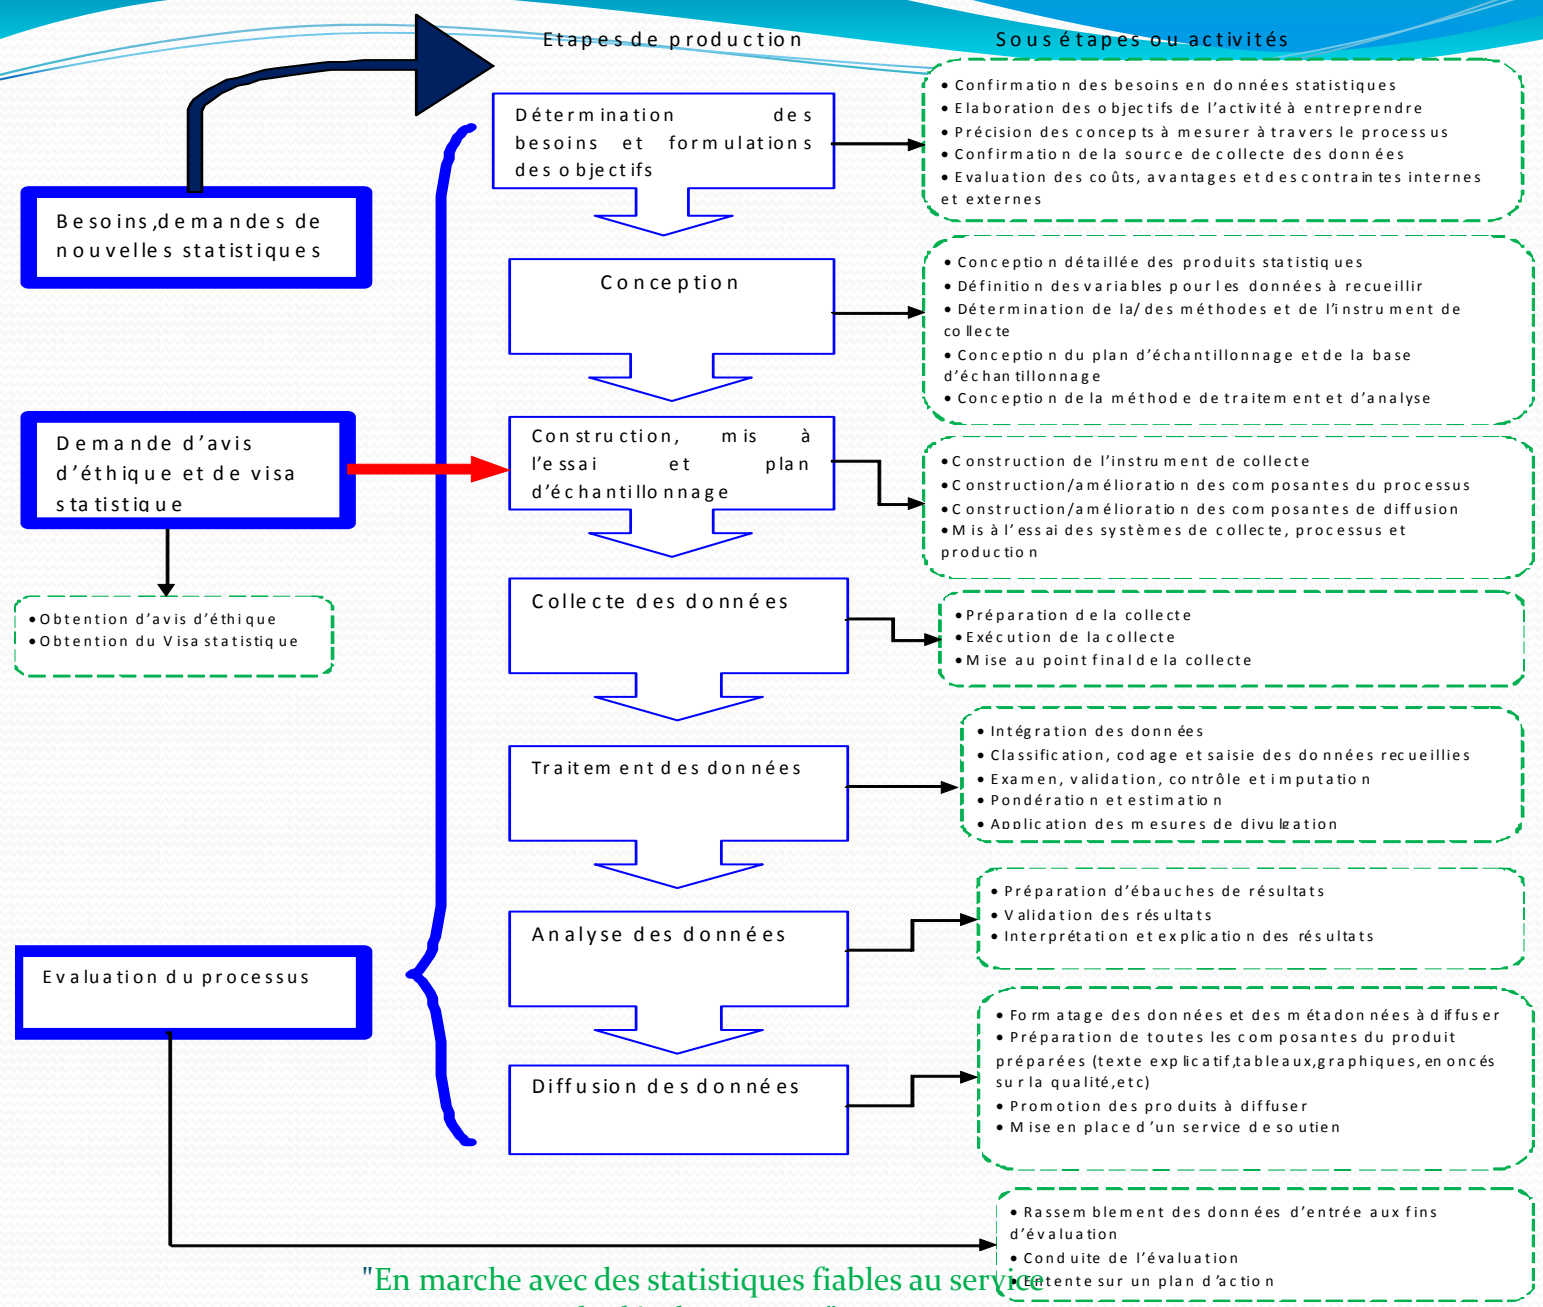 Etapes de production
Sous étapes ou activités
Besoins,demandes de
nouvelles statistiques
Détermination des
besoins et formulations
des objectifs
• Confirmation des besoins en données statistiques
• Elaboration des objectifs de l’activité à entreprendre
• Précision des concepts à mesurer à travers le processus
• Confirmation de la source de collecte des données
• Evaluation des coûts, avantages et des contraintes internes
et externes
Conception
• Conception détaillée des produits statistiques
• Définition des variables pour les données à recueillir
• Détermination de la/ des méthodes et de l’instrument de
collecte
• Conception du plan d’échantillonnage et de la base
d’échantillonnage
• Conception de la méthode de traitement et d’analyse
Demande d’avis
d’éthique et de visa
statistique
• Obtention d’avis d’éthique
• Obtention du Visa statistique
Construction, mis à
l’essai et plan
d’échantillonnage
• Construction de l’instrument de collecte
• Construction/amélioration des composantes du processus
• Construction/amélioration des composantes de diffusion
• Mis à l’essai des systèmes de collecte, processus et
production
Collecte des données
• Préparation de la collecte
• Exécution de la collecte
• Mise au point final de la collecte
Traitement des données
• Intégration des données
• Classification, codage et saisie des données recueillies
• Examen, validation, contrôle et imputation
• Pondération et estimation
• Application des mesures de divulgation
Analyse des données
• Préparation d’ébauches de résultats
• Validation des résultats
• Interprétation et explication des résultats
Evaluation du processus
Diffusion des données
• Formatage des données et des métadonnées à diffuser
• Préparation de toutes les composantes du produit
préparées (texte explicatif,tableaux,graphiques, enoncés
sur la qualité,etc)
• Promotion des produits à diffuser
• Mise en place d’un service de soutien
• Rassemblement des données d’entrée aux fins
d’évaluation
• Conduite de l’évaluation
• Entente sur un plan d’action
"En marche avec des statistiques fiables au service